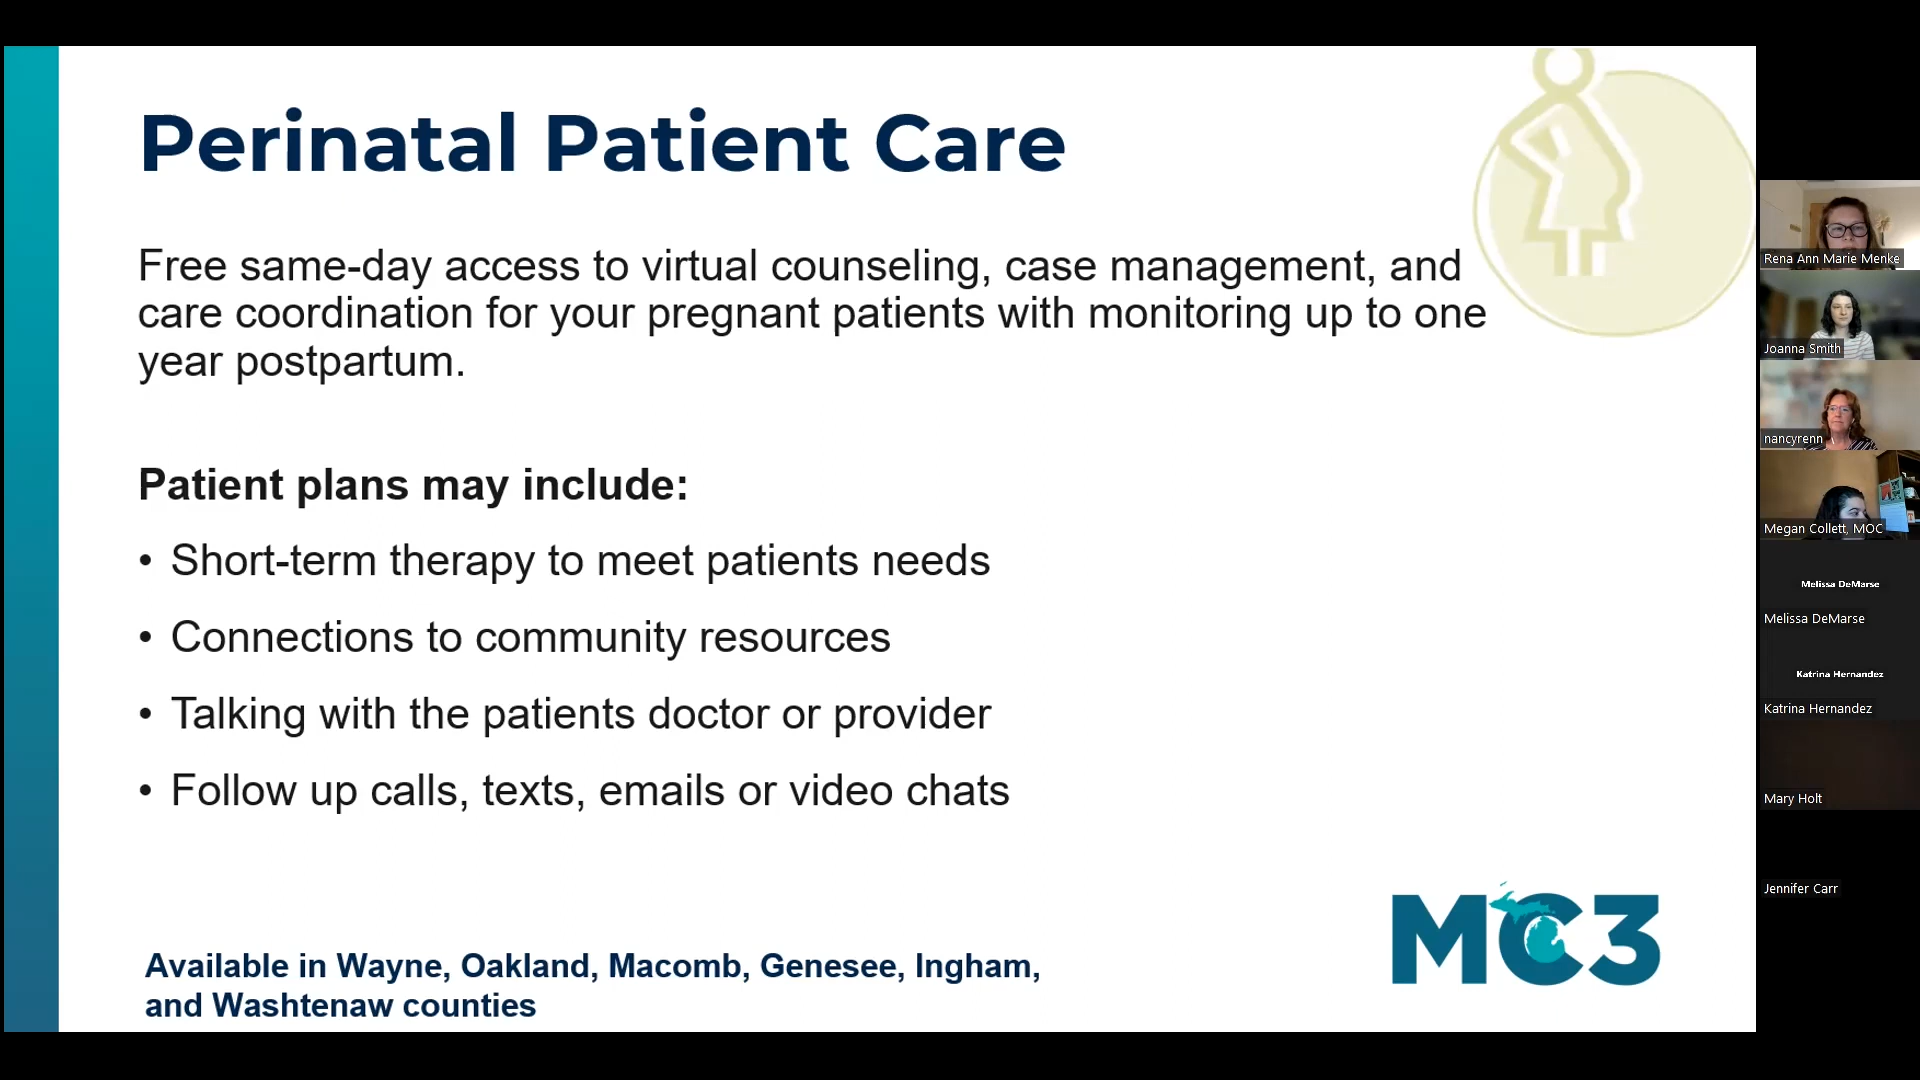 Perinatal Patient Care
Free same-day access to virtual counseling, case management, and
care coordination for your pregnant patients with monitoring up to one
year postpartum.
Patient plans may include:
• Short-term therapy to meet patients needs
• Connections to community resources
• Talking with the patients doctor or provider
• Follow up calls, texts, emails or video chats
Available in Wayne, Oakland, Macomb, Genesee, Ingham,
and Washtenaw counties
MC3
Rena Ann Marie Menke
Joanna Smith
nancyrenn
Megan Collett, MOC
Melissa DeMarse
Melissa DeMarse
Katrina Hernandez
Katrina Hernandez
Mary Holt
Jennifer Carr